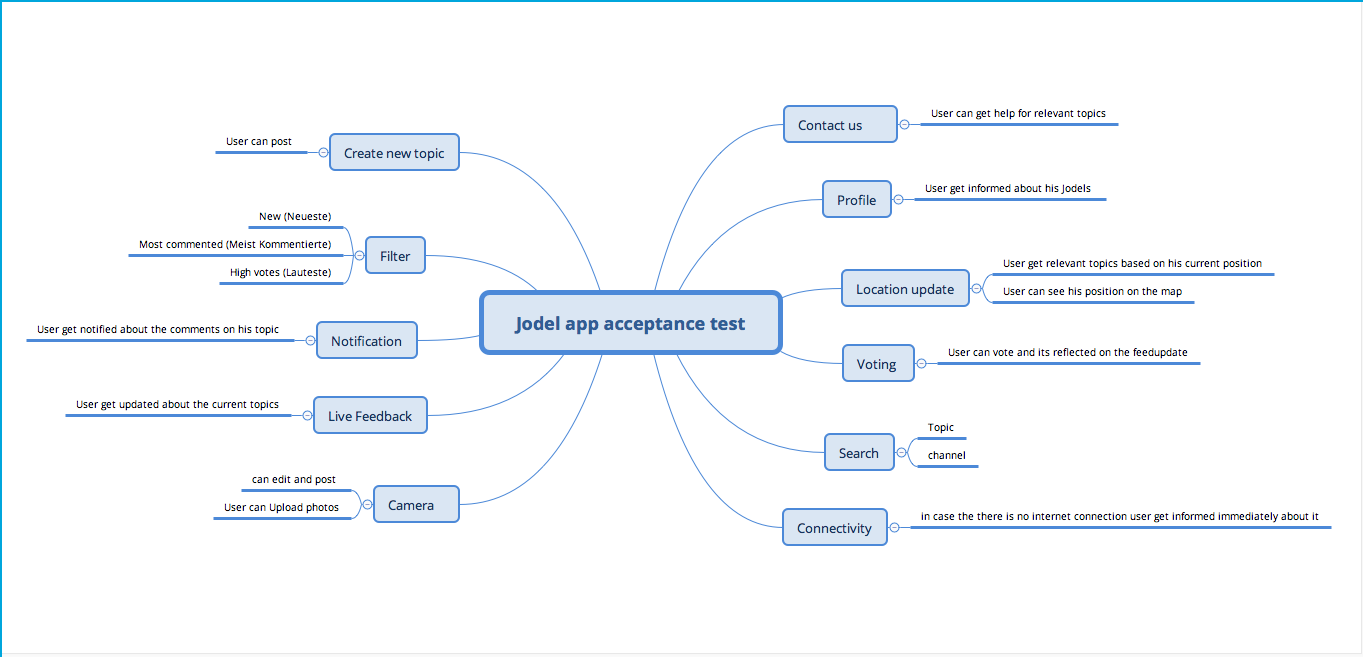 Jodel app acceptance test
Contact us
User can get help for relevant topics
Profile
User get informed about his Jodels
Location update
User get relevant topics based on his current position
User can see his position on the map
Voting
User can vote and its reflected on the feedupdate
Search
Topic
channel
Connectivity
in case the there is no internet connection user get informed immediately about it
Create new topic
User can post
Filter
New (Neueste)
Most commented (Meist Kommentierte)
High votes (Lauteste)
Notification
User get notified about the comments on his topic
Live Feedback
User get updated about the current topics
Camera
can edit and post
User can Upload photos